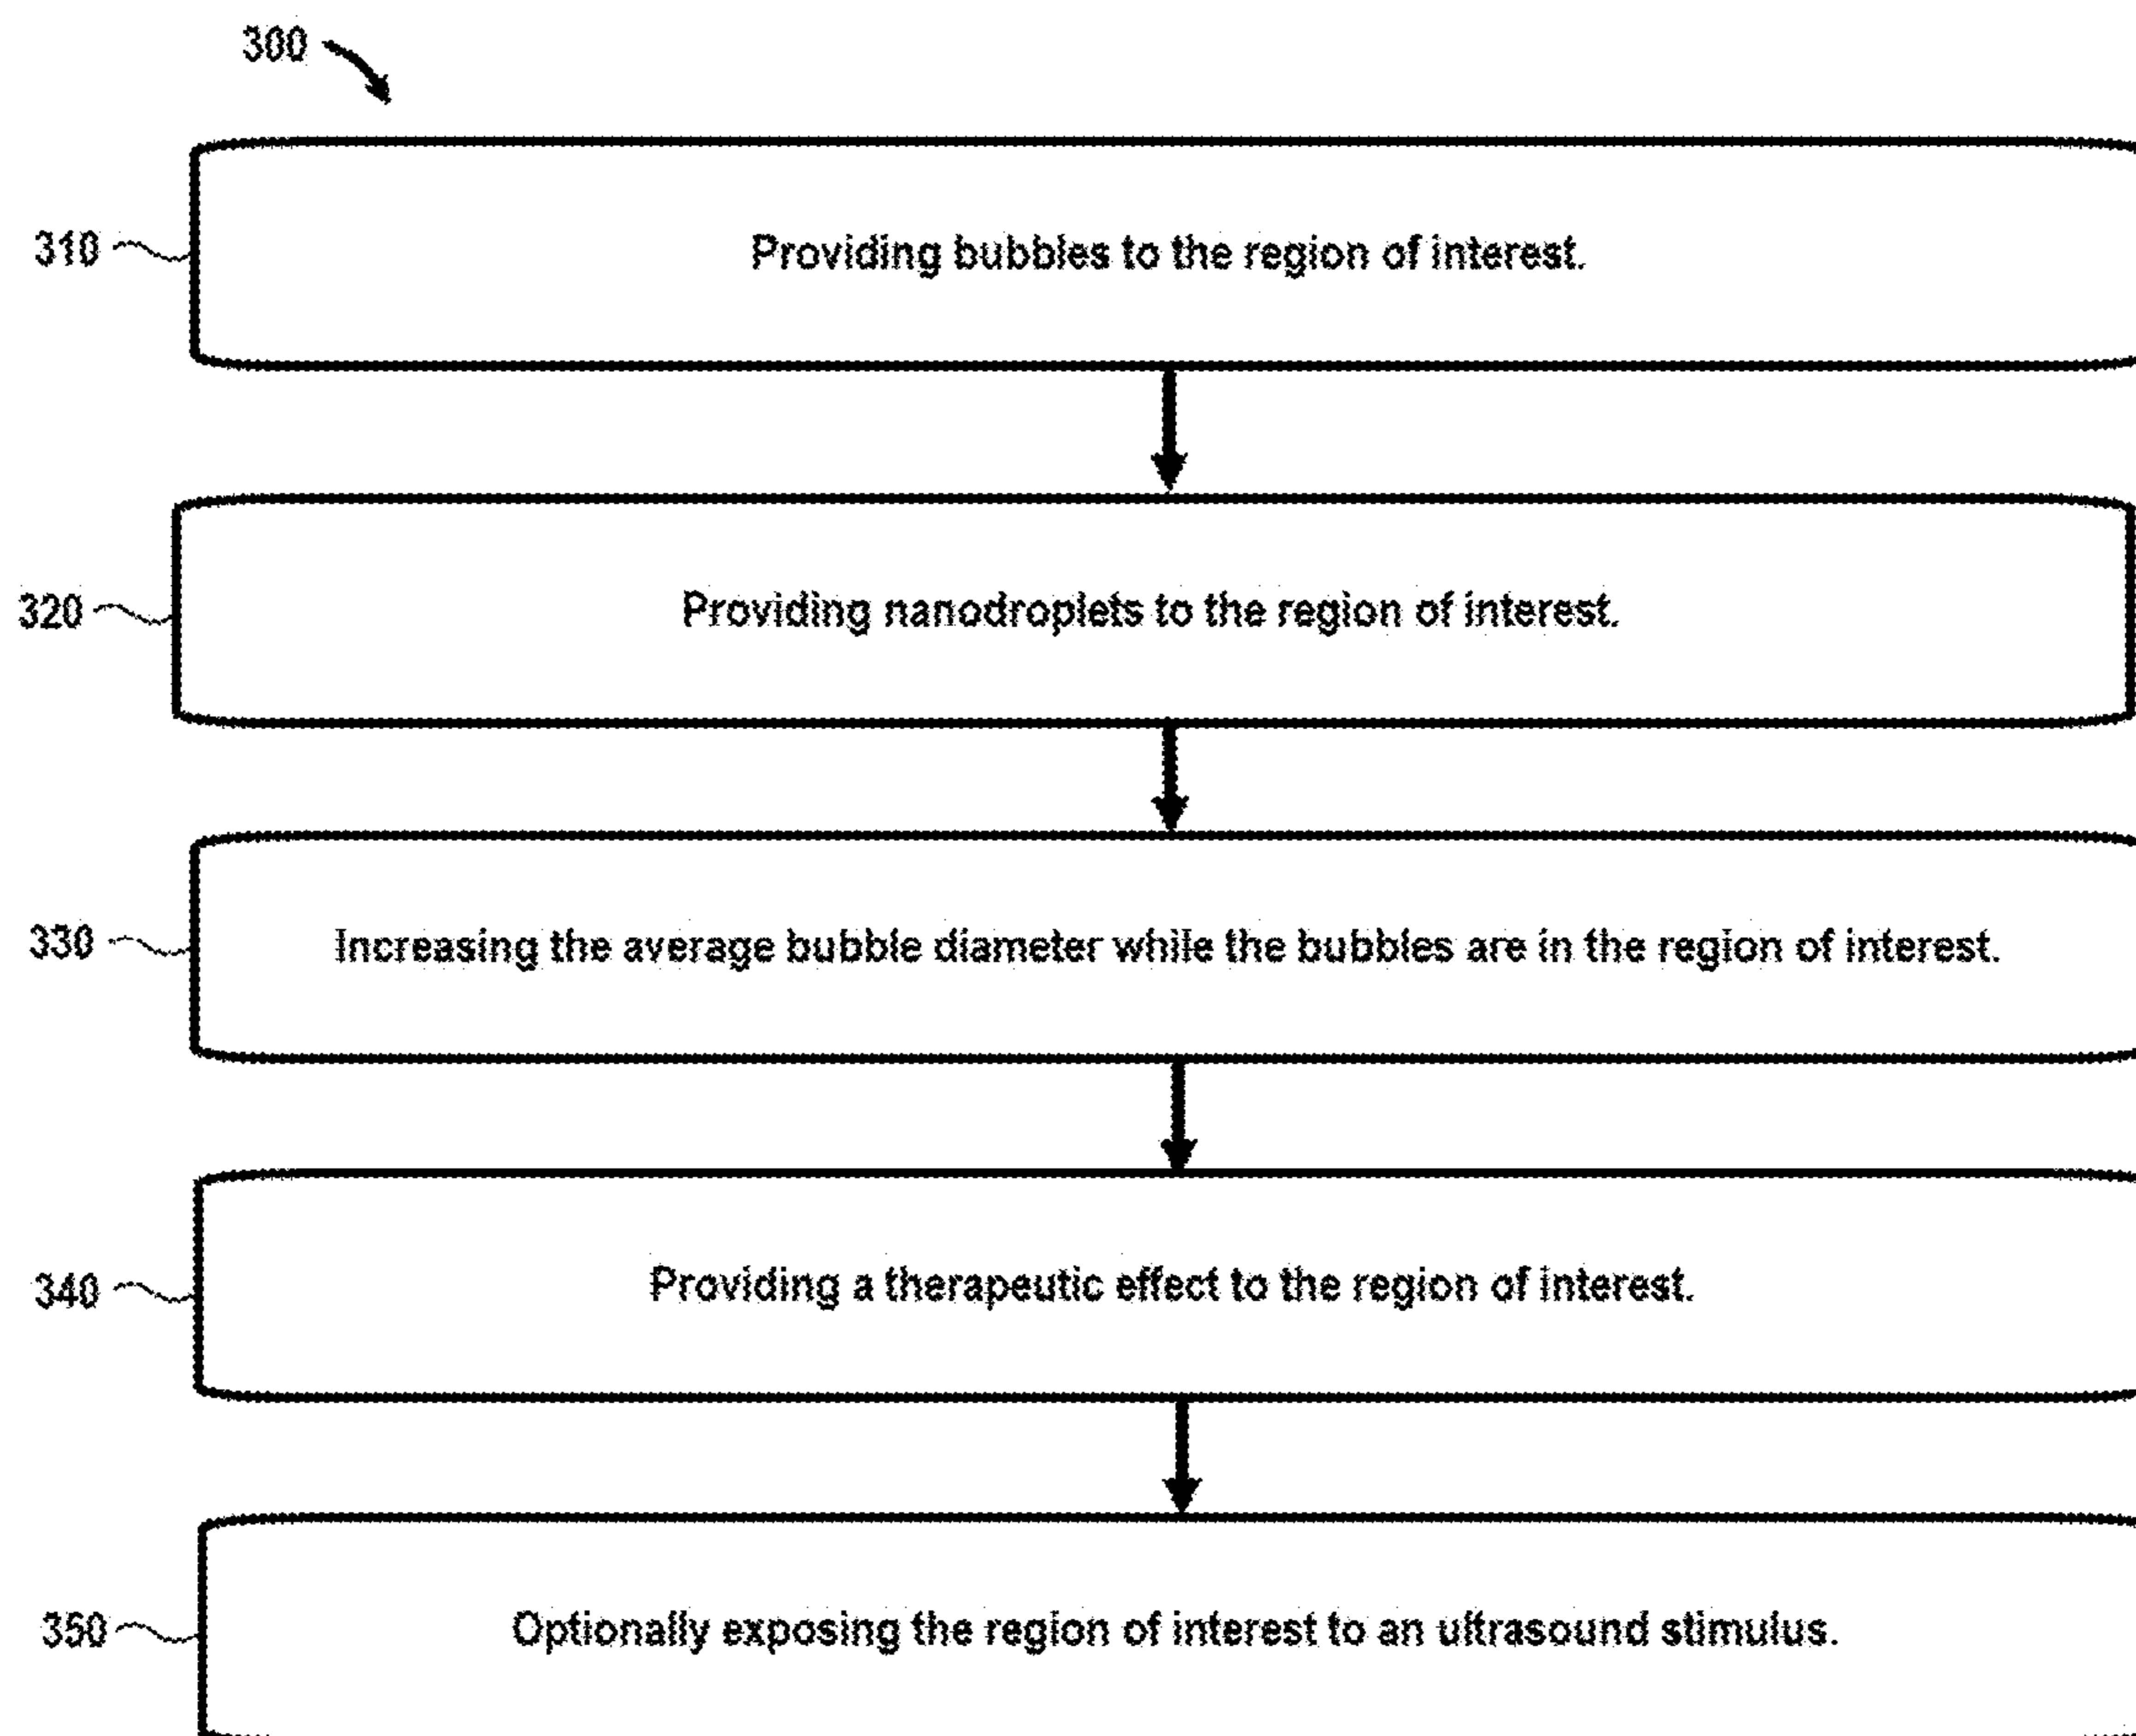 300
310 Providing bubbles to the region of interest.
320 Providing nanodroplets to the region of interest.
330 Increasing the average bubble diameter while the bubbles are in the region of interest.
340 Providing a therapeutic effect to the region of interest.
350 Optionally exposing the region of interest to an ultrasound stimulus.